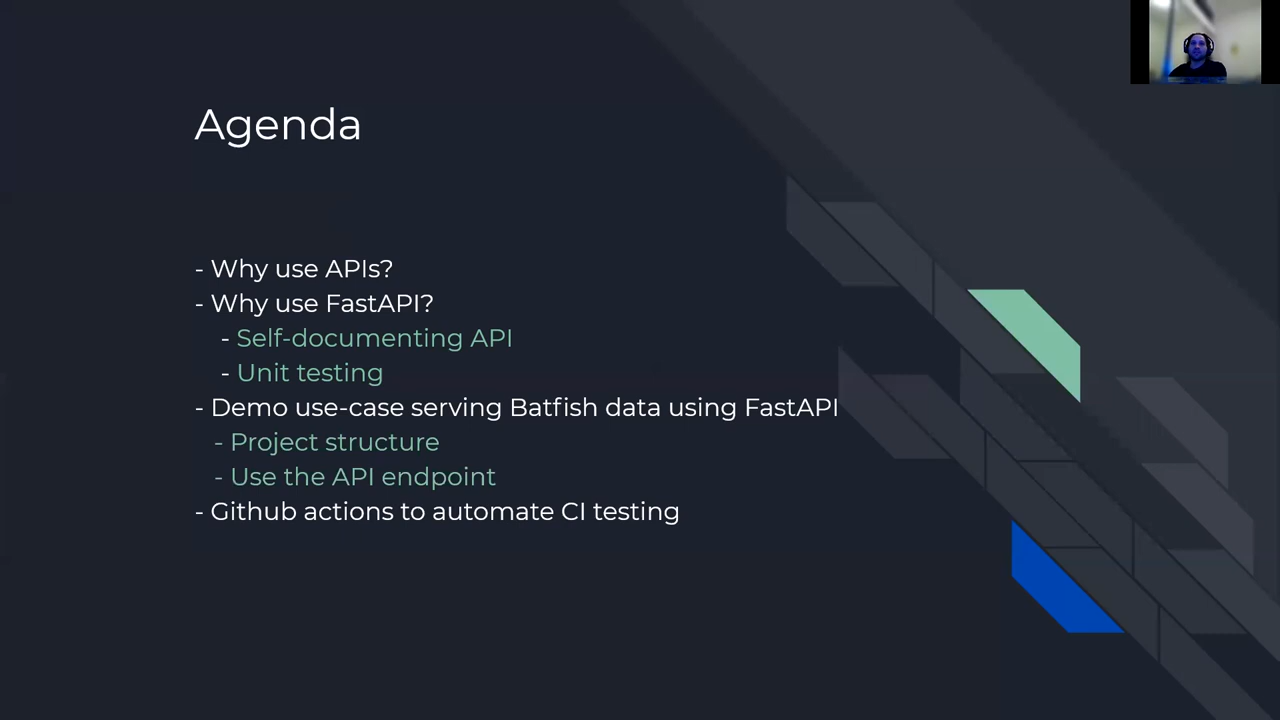 Agenda
- Why use APIs?
- Why use FastAPI?
- Self-documenting API
- Unit testing
- Demo use-case serving Batfish data using FastAPI
- Project structure
- Use the API endpoint
- Github actions to automate CI testing